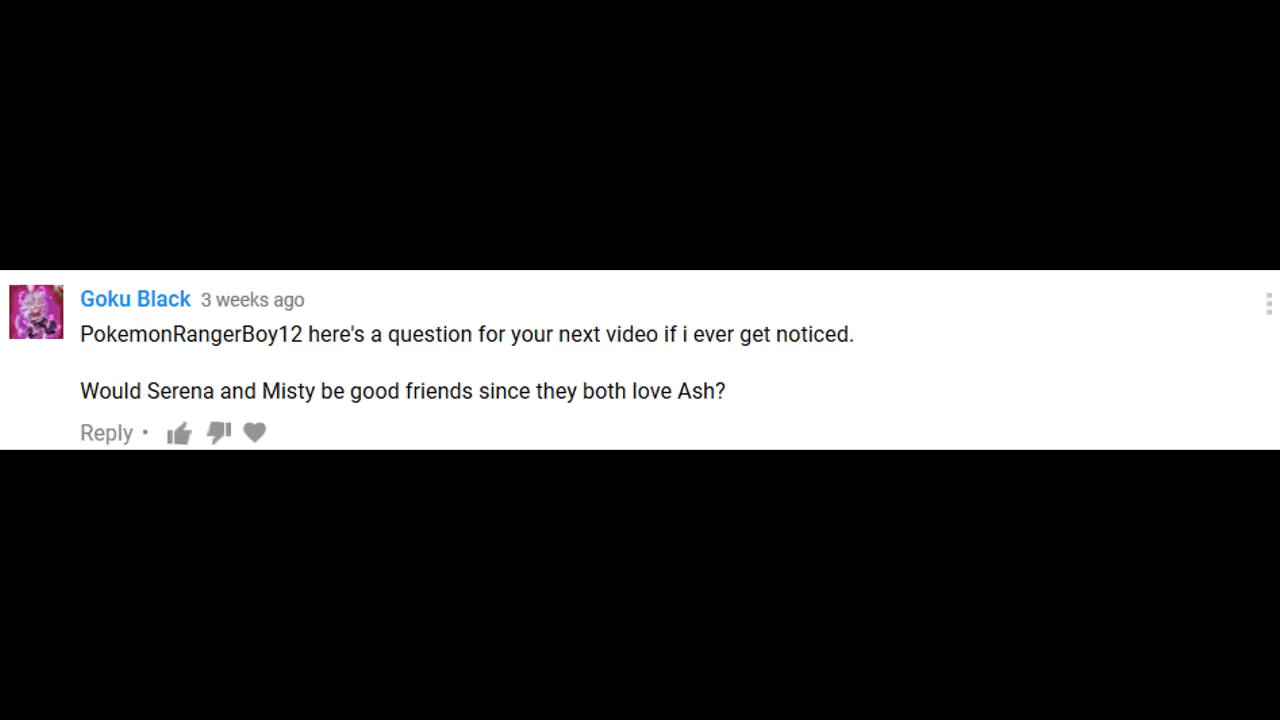 Goku Black 3 weeks ago
PokemonRangerBoy12 here's a question for your next video if i ever get noticed.
Would Serena and Misty be good friends since they both love Ash?
Reply •